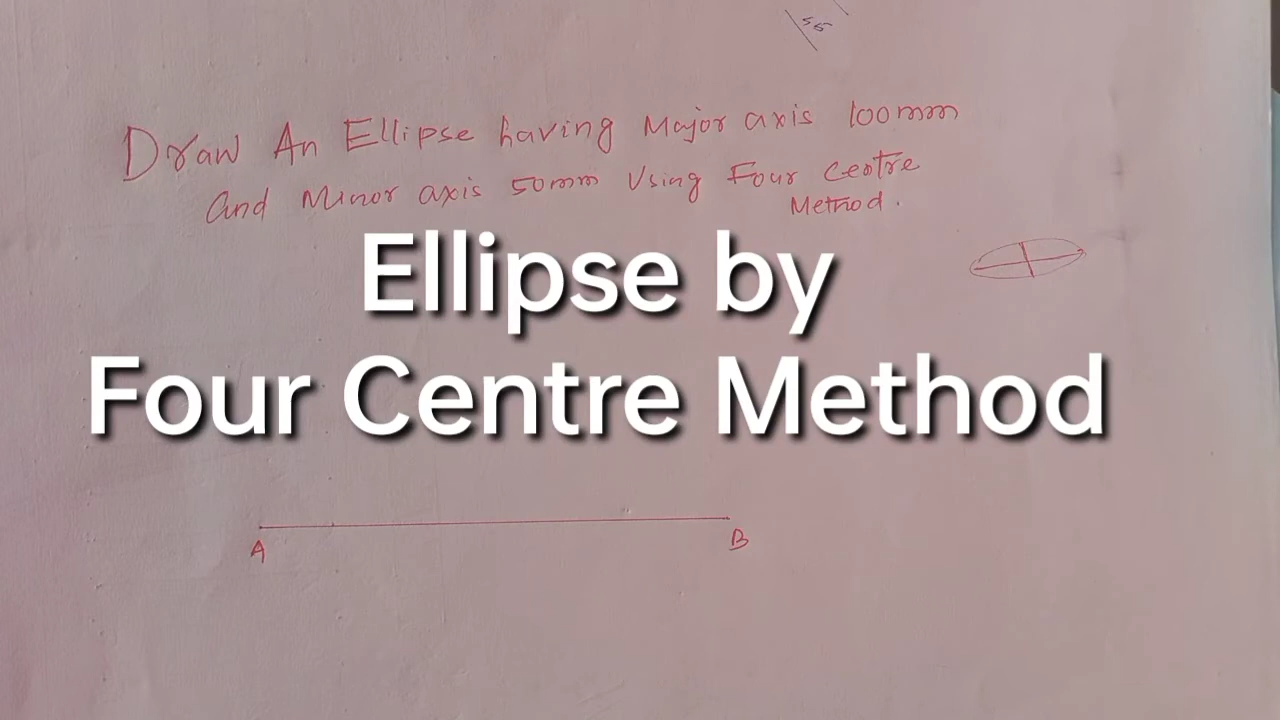 45
Draw An Ellipse having Major axis 100mm
and Minor axis 50mm Using Four Centre
Method.
Ellipse by
Four Centre Method
A B